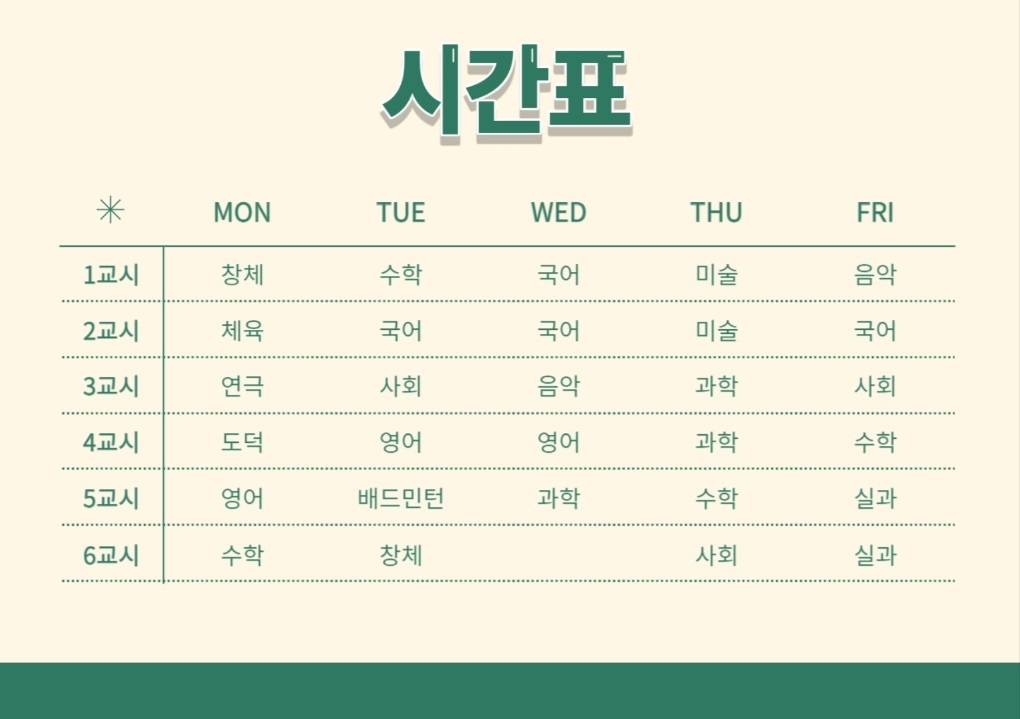 시간표
MON TUE WED THU FRI
1교시 창체 수학 국어 미술 음악
2교시 체육 국어 국어 미술 국어
3교시 연극 사회 음악 과학 사회
4교시 도덕 영어 영어 과학 수학
5교시 영어 배드민턴 과학 수학 실과
6교시 수학 창체 사회 실과